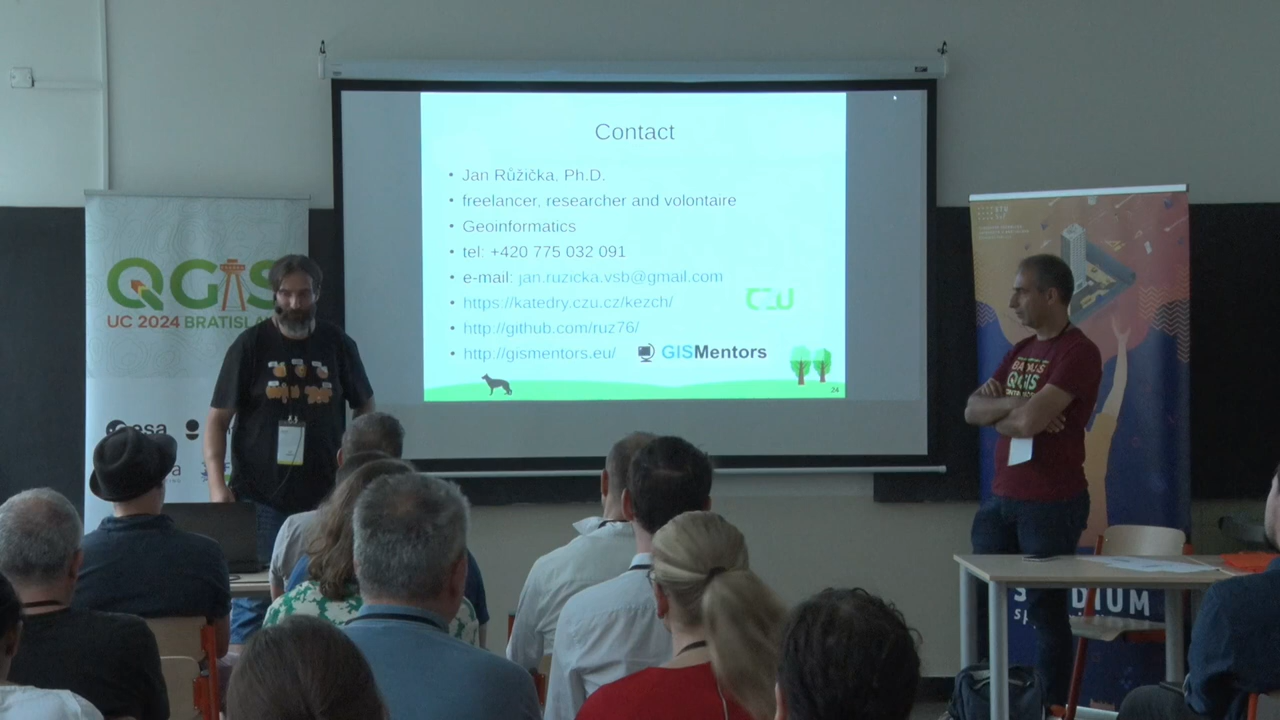 Contact
Jan Růžička, Ph.D.
freelancer, researcher and volontaire
Geoinformatics
tel: +420 775 032 091
e-mail: jan.ruzicka.vsb@gmail.com
https://katedry.czu.cz/kezch/
CZU
http://github.com/ruz76/
http://gismentors.eu/
GISMentors
24
QGIS
UC 2024 BRATISLA
esa
QGIS